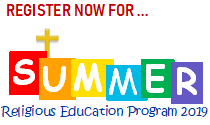 REGISTER NOW FOR ...
SUMMER
Religious Education Program 2019